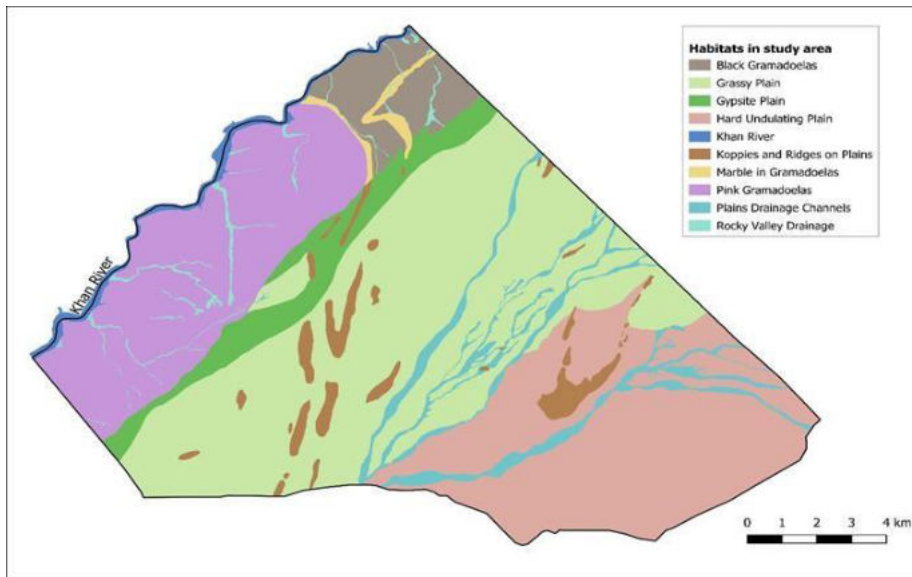 Habitats in study area
Black Gramadoelas
Grassy Plain
Gypsite Plain
Hard Undulating Plain
Khan River
Koppies and Ridges on Plains
Marble in Gramadoelas
Pink Gramadoelas
Plains Drainage Channels
Rocky Valley Drainage
Khan River
0 1 2 3 4 km